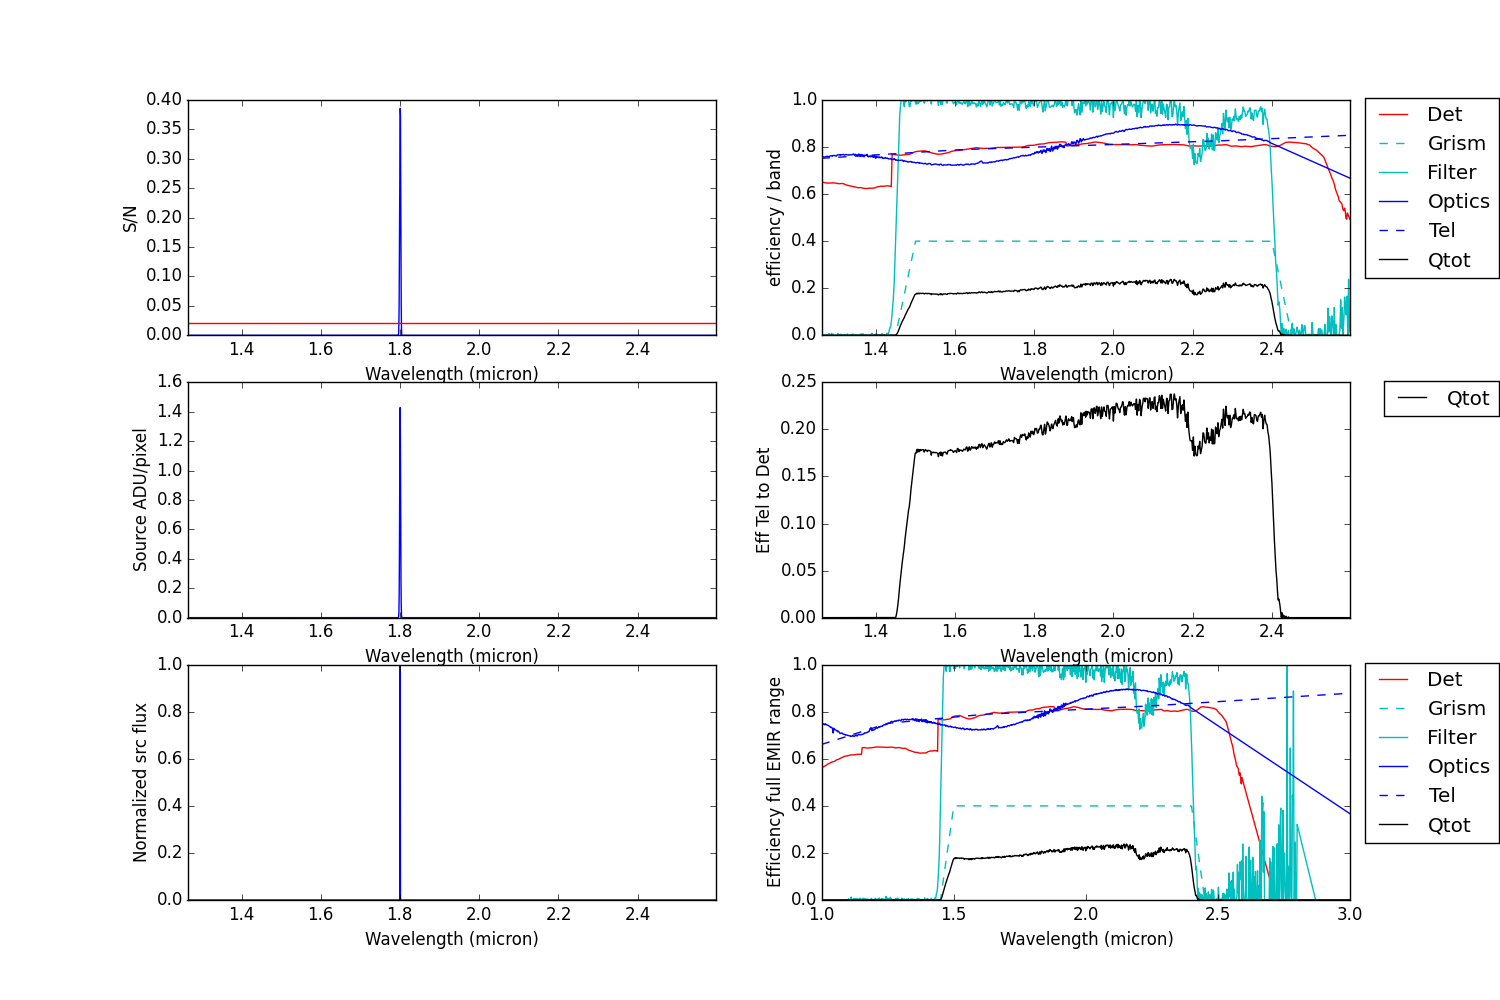 0.40
0.35
0.30
0.25
0.20
0.15
0.10
0.05
0.00
S/N
1.4 1.6 1.8 2.0 2.2 2.4
Wavelength (micron)
1.0
0.8
0.6
0.4
0.2
0.0
efficiency / band
1.4 1.6 1.8 2.0 2.2 2.4
Wavelength (micron)
Det
Grism
Filter
Optics
Tel
Qtot
1.6
1.4
1.2
1.0
0.8
0.6
0.4
0.2
0.0
Source ADU/pixel
1.4 1.6 1.8 2.0 2.2 2.4
Wavelength (micron)
0.25
0.20
0.15
0.10
0.05
0.00
Eff Tel to Det
1.4 1.6 1.8 2.0 2.2 2.4
Wavelength (micron)
Qtot
1.0
0.8
0.6
0.4
0.2
0.0
Normalized src flux
1.4 1.6 1.8 2.0 2.2 2.4
Wavelength (micron)
1.0
0.8
0.6
0.4
0.2
0.0
Efficiency full EMIR range
1.0 1.5 2.0 2.5 3.0
Wavelength (micron)
Det
Grism
Filter
Optics
Tel
Qtot